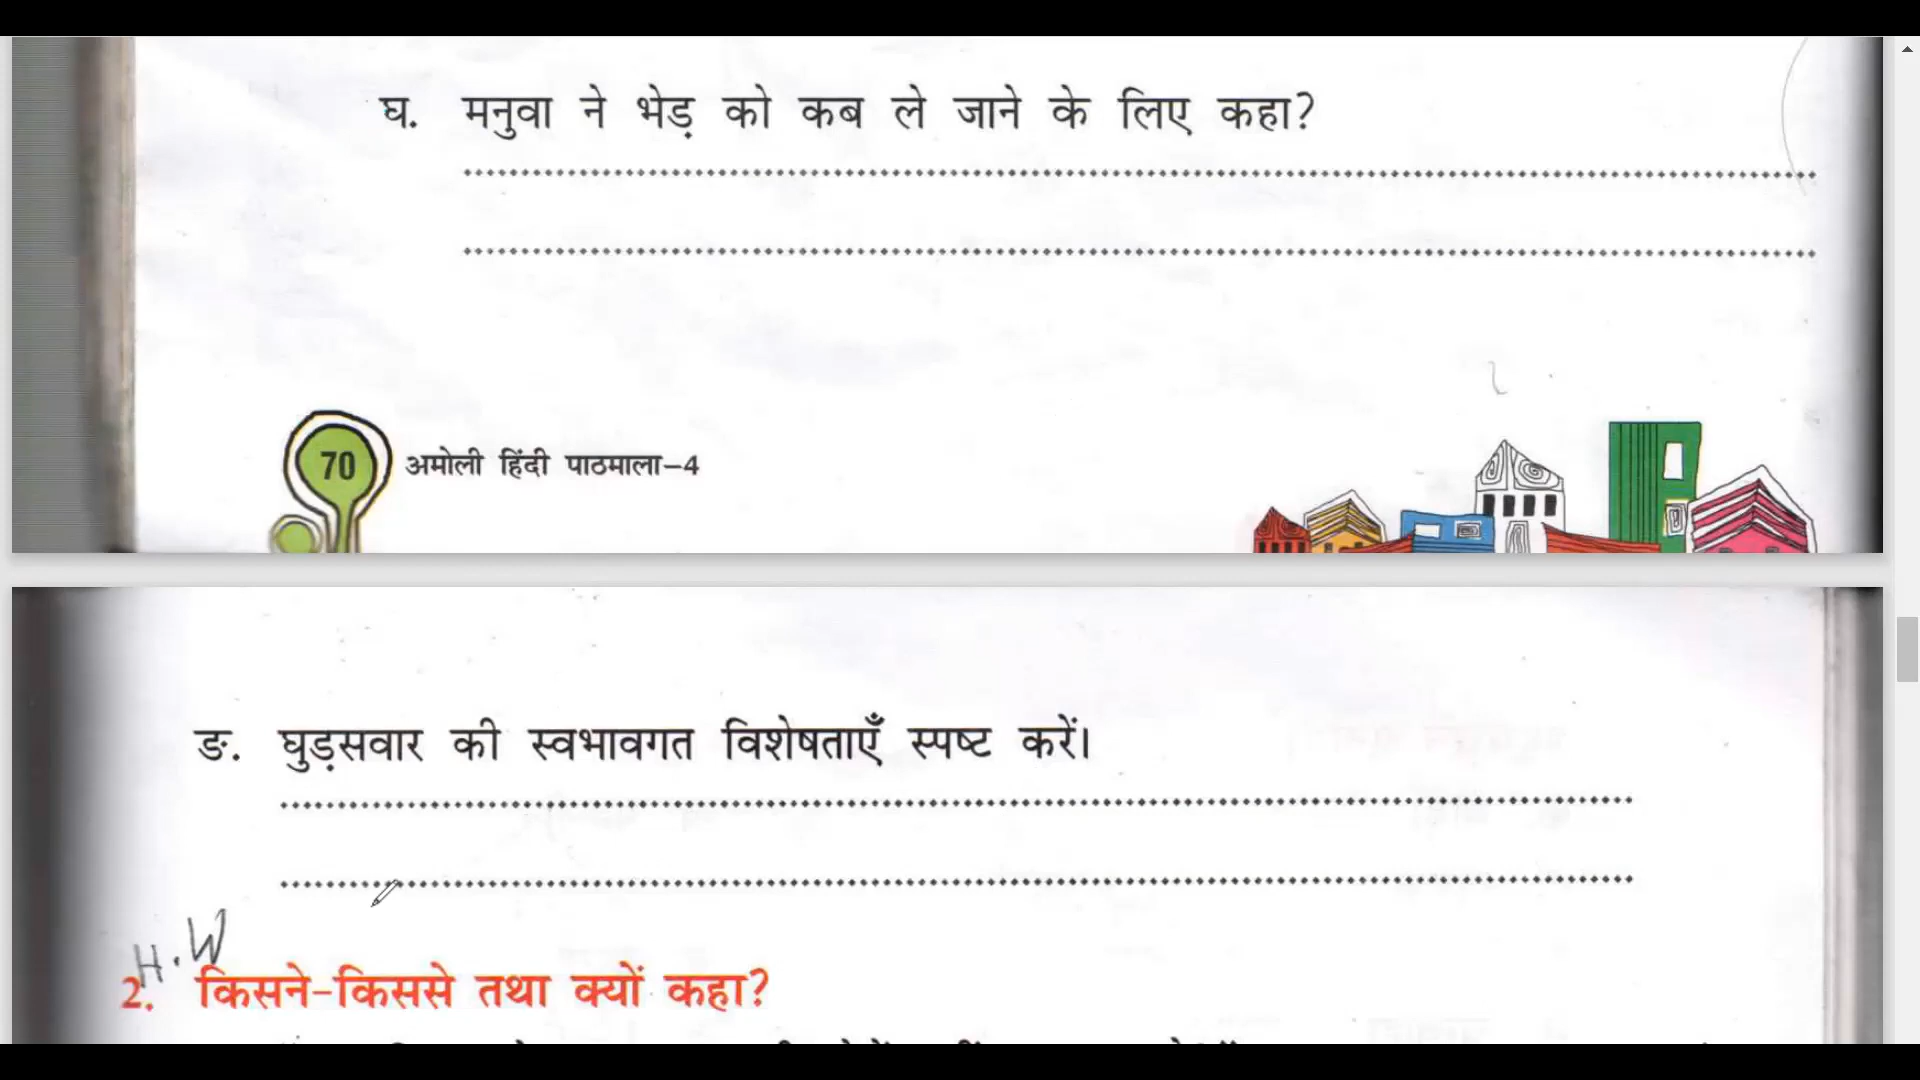 घ. मनुवा ने भेड़ को कब ले जाने के लिए कहा?
70 अमोली हिंदी पाठमाला–4
ङ. घुड़सवार की स्वभावगत विशेषताएँ स्पष्ट करें।
H.W
2. किसने-किससे तथा क्यों कहा?